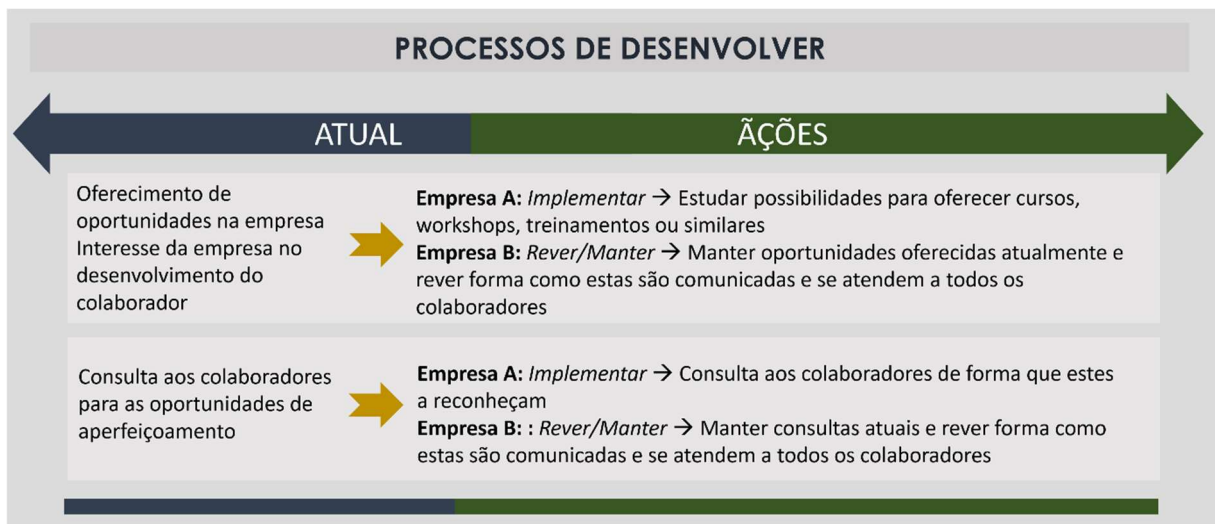 PROCESSOS DE DESENVOLVER
ATUAL
ÃÇÕES
Oferecimento de
oportunidades na empresa
Interesse da empresa no
desenvolvimento do
colaborador
Empresa A: Implementar → Estudar possibilidades para oferecer cursos,
workshops, treinamentos ou similares
Empresa B: Rever/Manter → Manter oportunidades oferecidas atualmente e
rever forma como estas são comunicadas e se atendem a todos os
colaboradores
Consulta aos colaboradores
para as oportunidades de
aperfeiçoamento
Empresa A: Implementar → Consulta aos colaboradores de forma que estes
a reconheçam
Empresa B: : Rever/Manter → Manter consultas atuais e rever forma como
estas são comunicadas e se atendem a todos os colaboradores